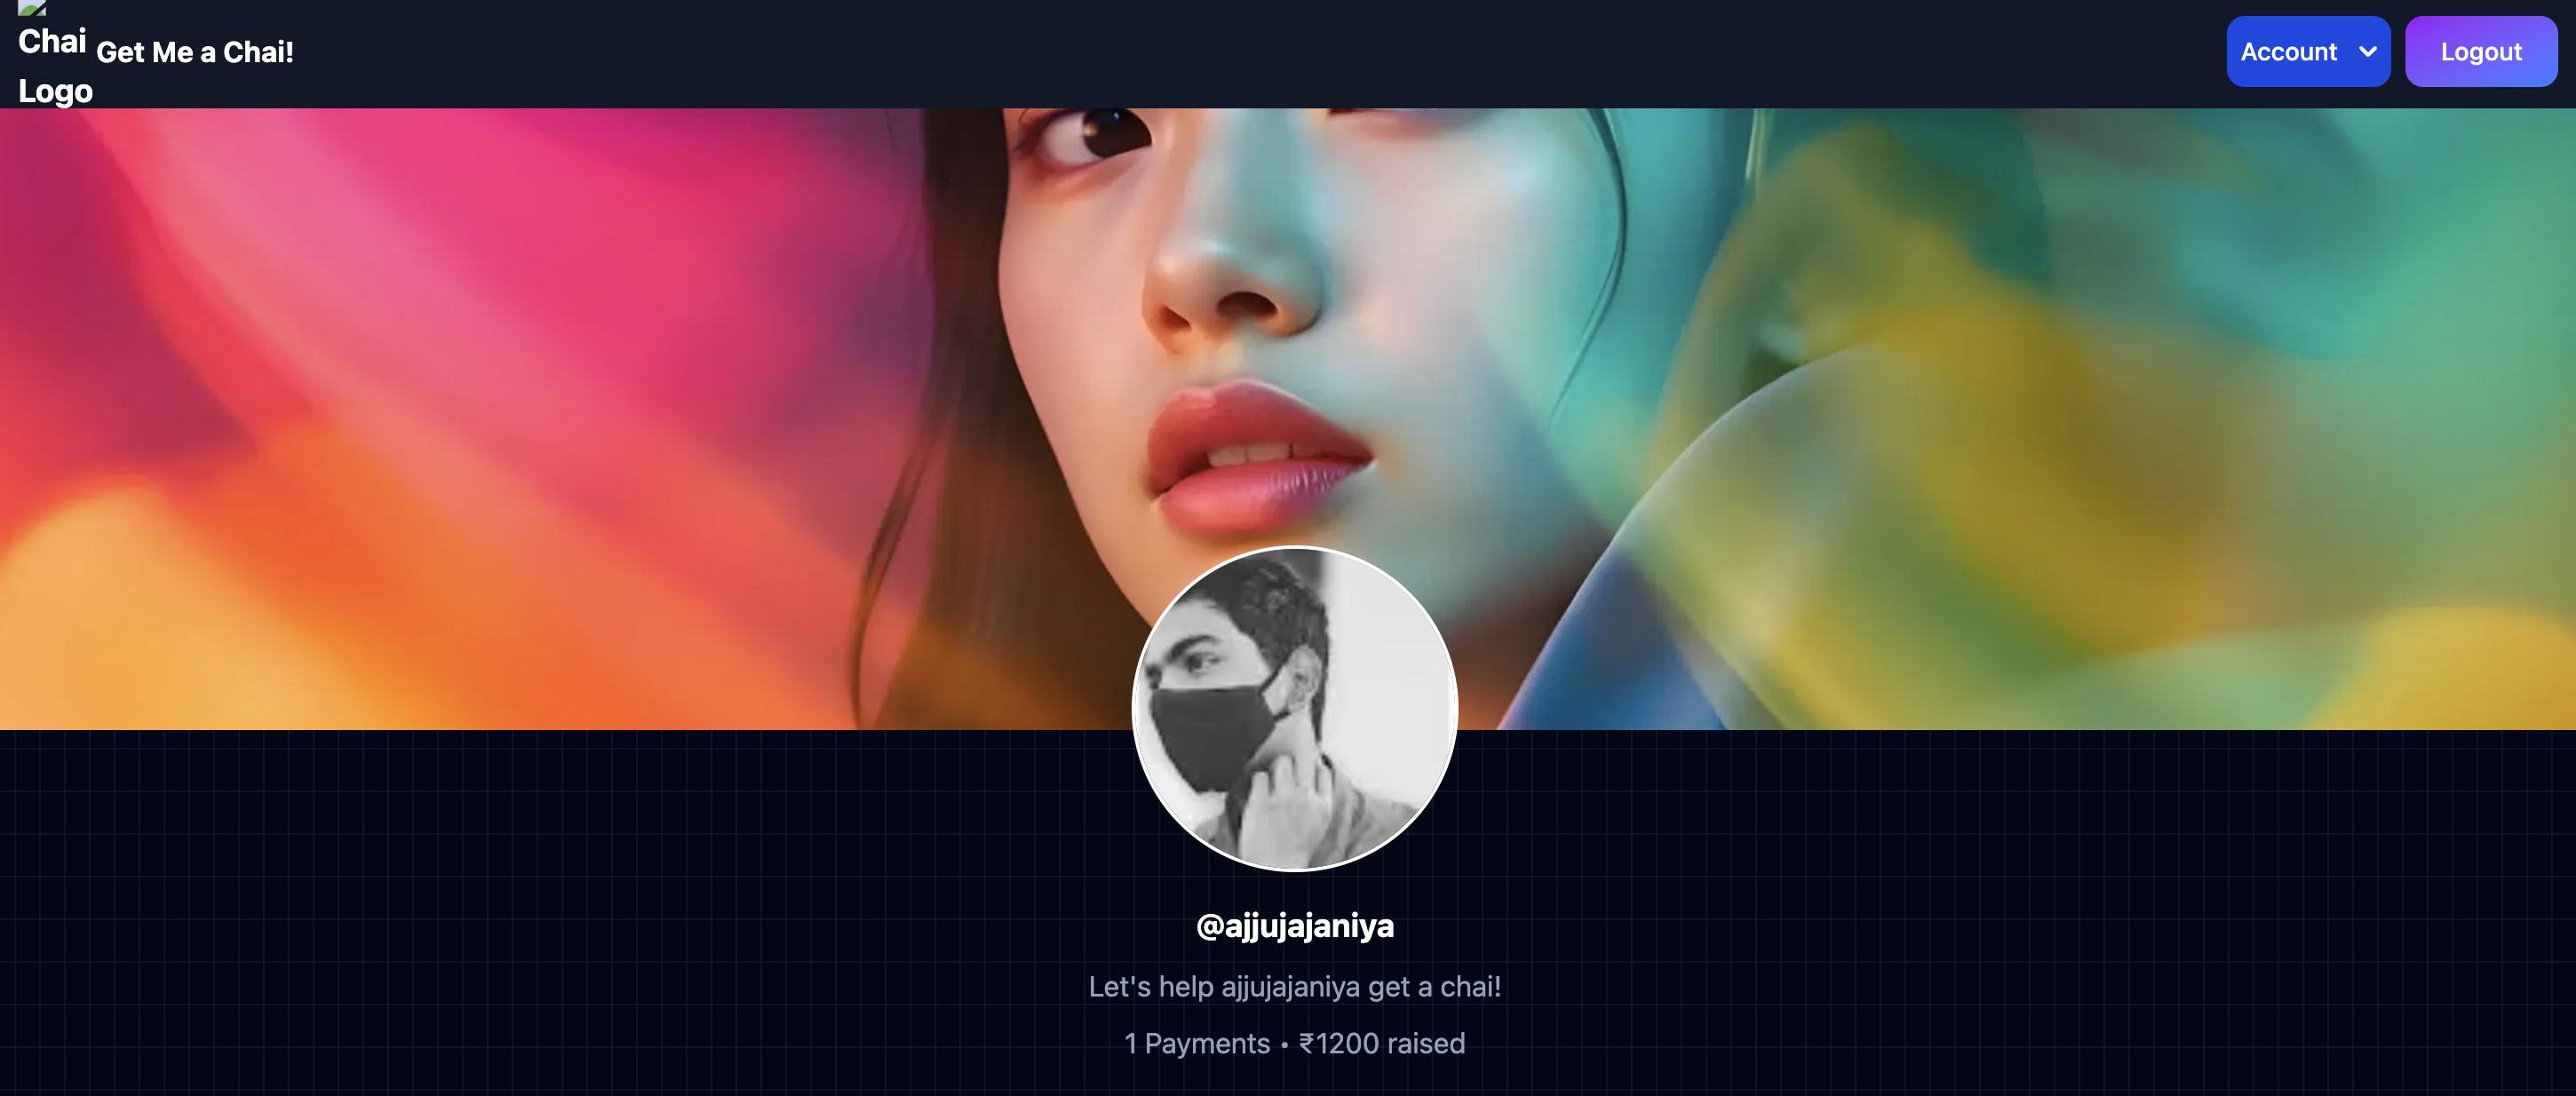 Chai
Logo
Get Me a Chai!
Account
Logout
@ajjujajaniya
Let's help ajjujajaniya get a chai!
1 Payments • ₹1200 raised